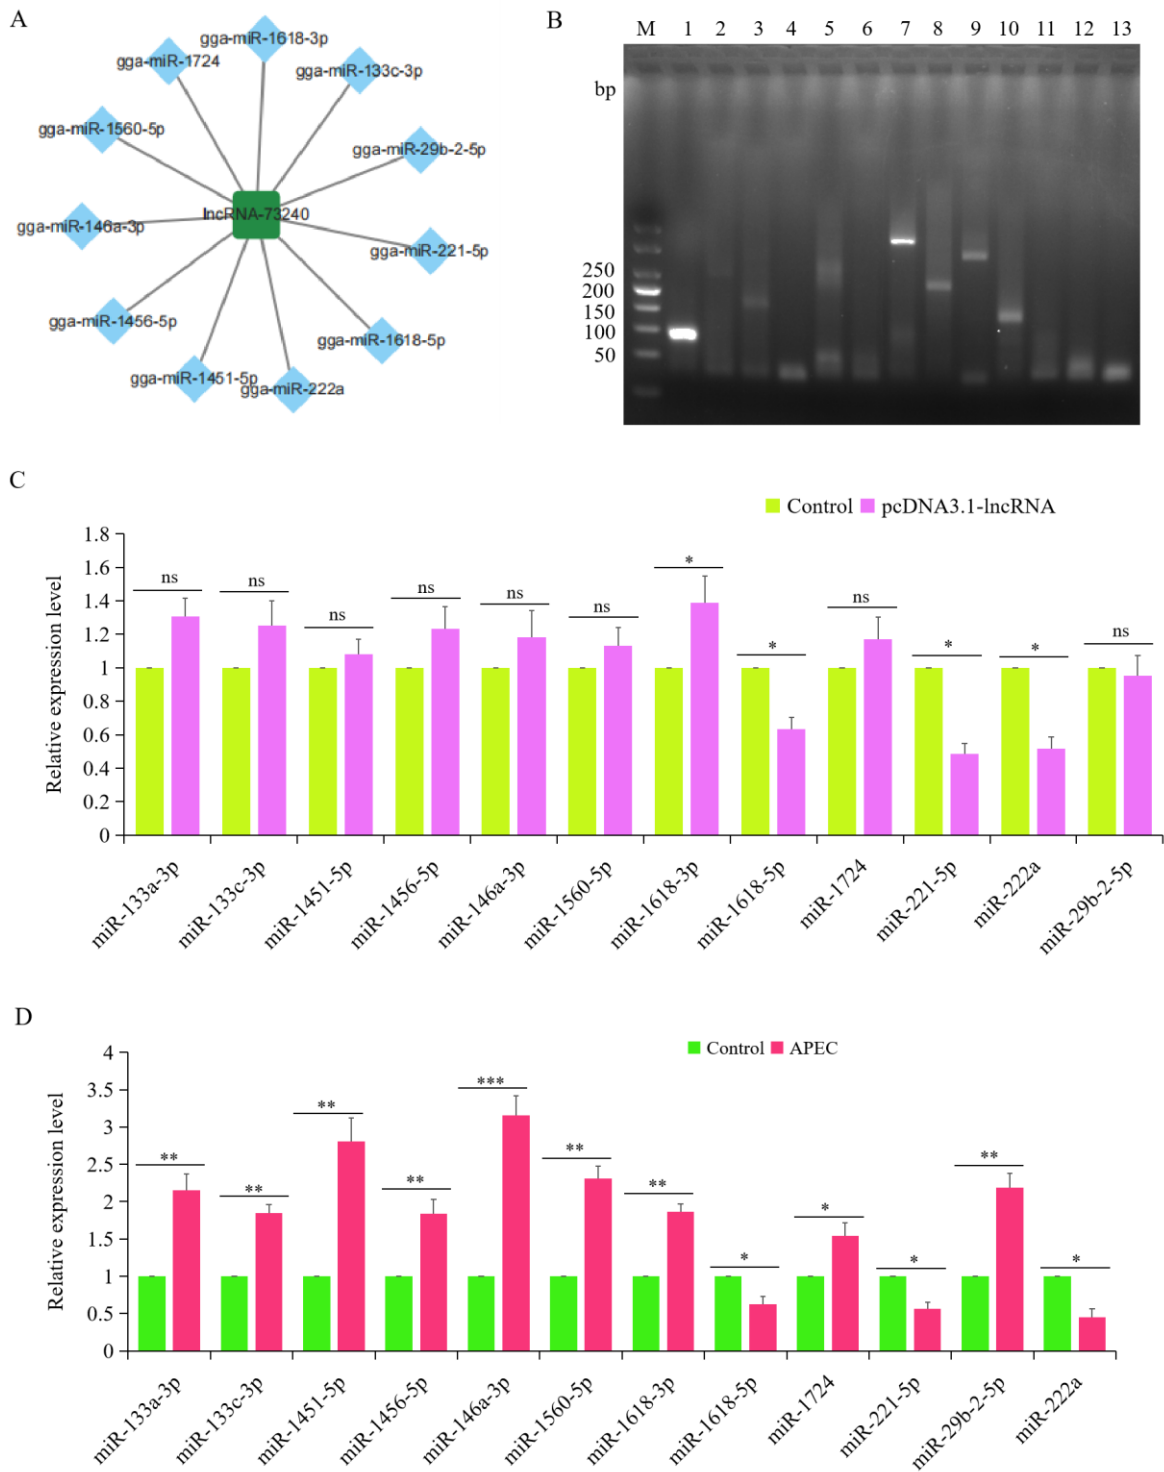 A
gga-miR-1618-3p
gga-miR-1724
gga-miR-133c-3p
gga-miR-1560-5p
gga-miR-29b-2-5p
lncRNA-73240
gga-miR-146a-3p
gga-miR-221-5p
gga-miR-1456-5p
gga-miR-1618-5p
gga-miR-1451-5p
gga-miR-222a
B
M 1 2 3 4 5 6 7 8 9 10 11 12 13
bp
250
200
150
100
50
C
Control pcDNA3.1-lncRNA
Relative expression level
1.8
1.6
1.4
1.2
1
0.8
0.6
0.4
0.2
0
ns ns ns ns ns ns * * ns * * ns
miR-133a-3p
miR-133c-3p
miR-1451-5p
miR-1456-5p
miR-146a-3p
miR-1560-5p
miR-1618-3p
miR-1618-5p
miR-1724
miR-221-5p
miR-222a
miR-29b-2-5p
D
Control APEC
Relative expression level
4
3.5
3
2.5
2
1.5
1
0.5
0
** ** ** ** *** ** ** * * * ** *
miR-133a-3p
miR-133c-3p
miR-1451-5p
miR-1456-5p
miR-146a-3p
miR-1560-5p
miR-1618-3p
miR-1618-5p
miR-1724
miR-221-5p
miR-29b-2-5p
miR-222a